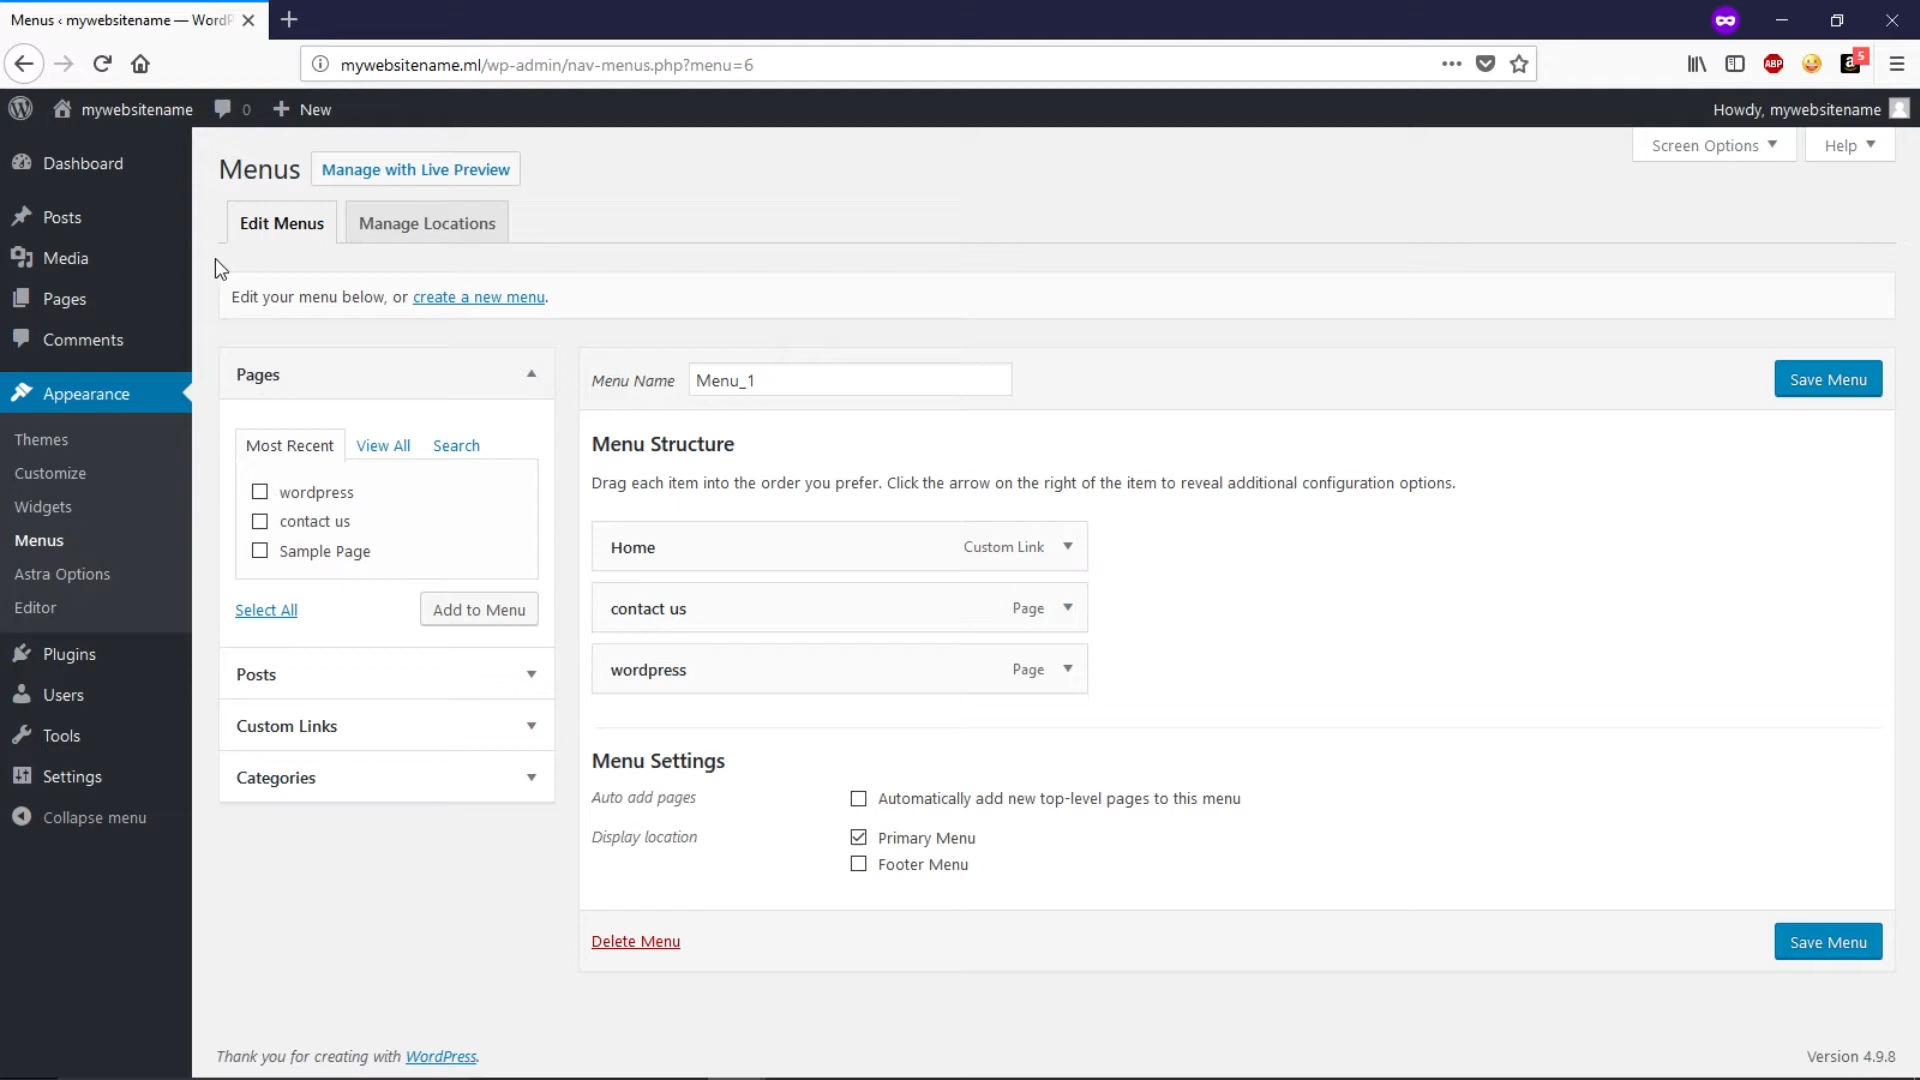 Menus ‹ mywebsitename — WordP
mywebsitename.ml/wp-admin/nav-menus.php?menu=6
ABP
a
5
mywebsitename
0
New
Howdy, mywebsitename
Dashboard
Posts
Media
Pages
Comments
Appearance
Themes
Customize
Widgets
Menus
Astra Options
Editor
Plugins
Users
Tools
Settings
Collapse menu
Screen Options
Help
Menus
Manage with Live Preview
Edit Menus
Manage Locations
Edit your menu below, or create a new menu.
Pages
Most Recent
View All
Search
wordpress
contact us
Sample Page
Select All
Add to Menu
Posts
Custom Links
Categories
Menu Name
Menu_1
Save Menu
Menu Structure
Drag each item into the order you prefer. Click the arrow on the right of the item to reveal additional configuration options.
Home
Custom Link
contact us
Page
wordpress
Page
Menu Settings
Auto add pages
Automatically add new top-level pages to this menu
Display location
Primary Menu
Footer Menu
Delete Menu
Save Menu
Thank you for creating with WordPress.
Version 4.9.8